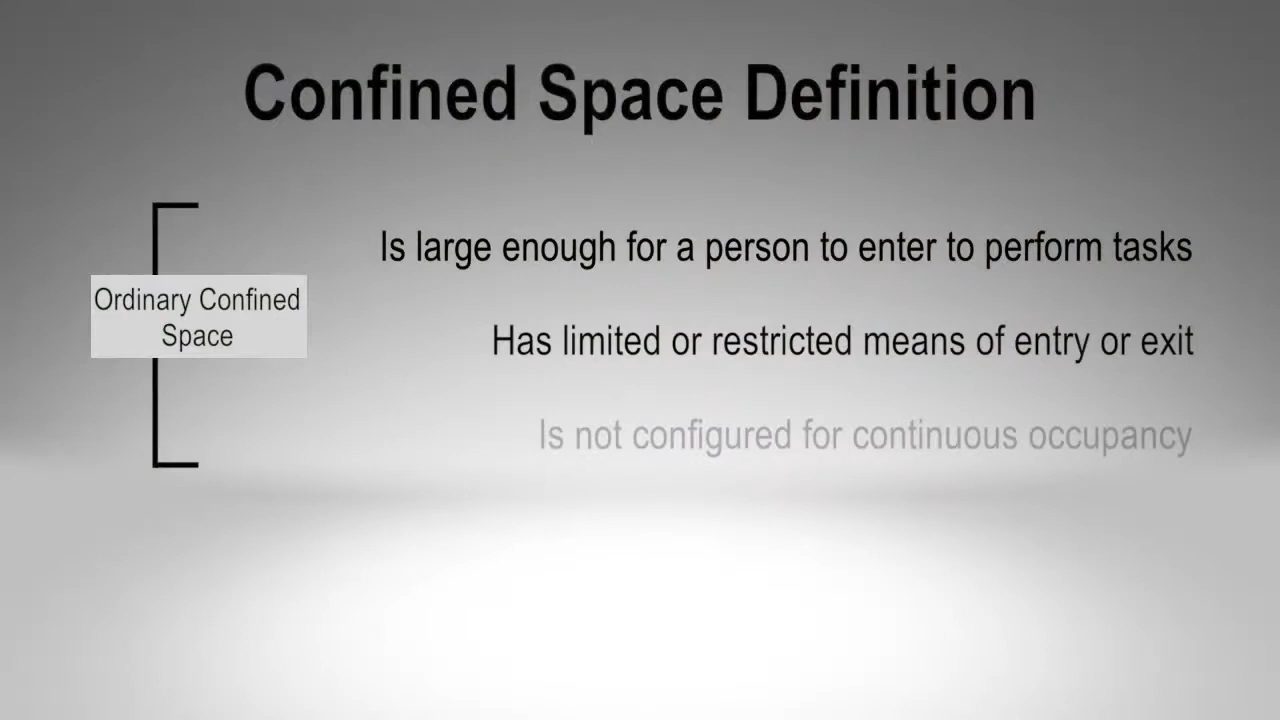 Confined Space Definition
Is large enough for a person to enter to perform tasks
Ordinary Confined
Space
Has limited or restricted means of entry or exit
Is not configured for continuous occupancy